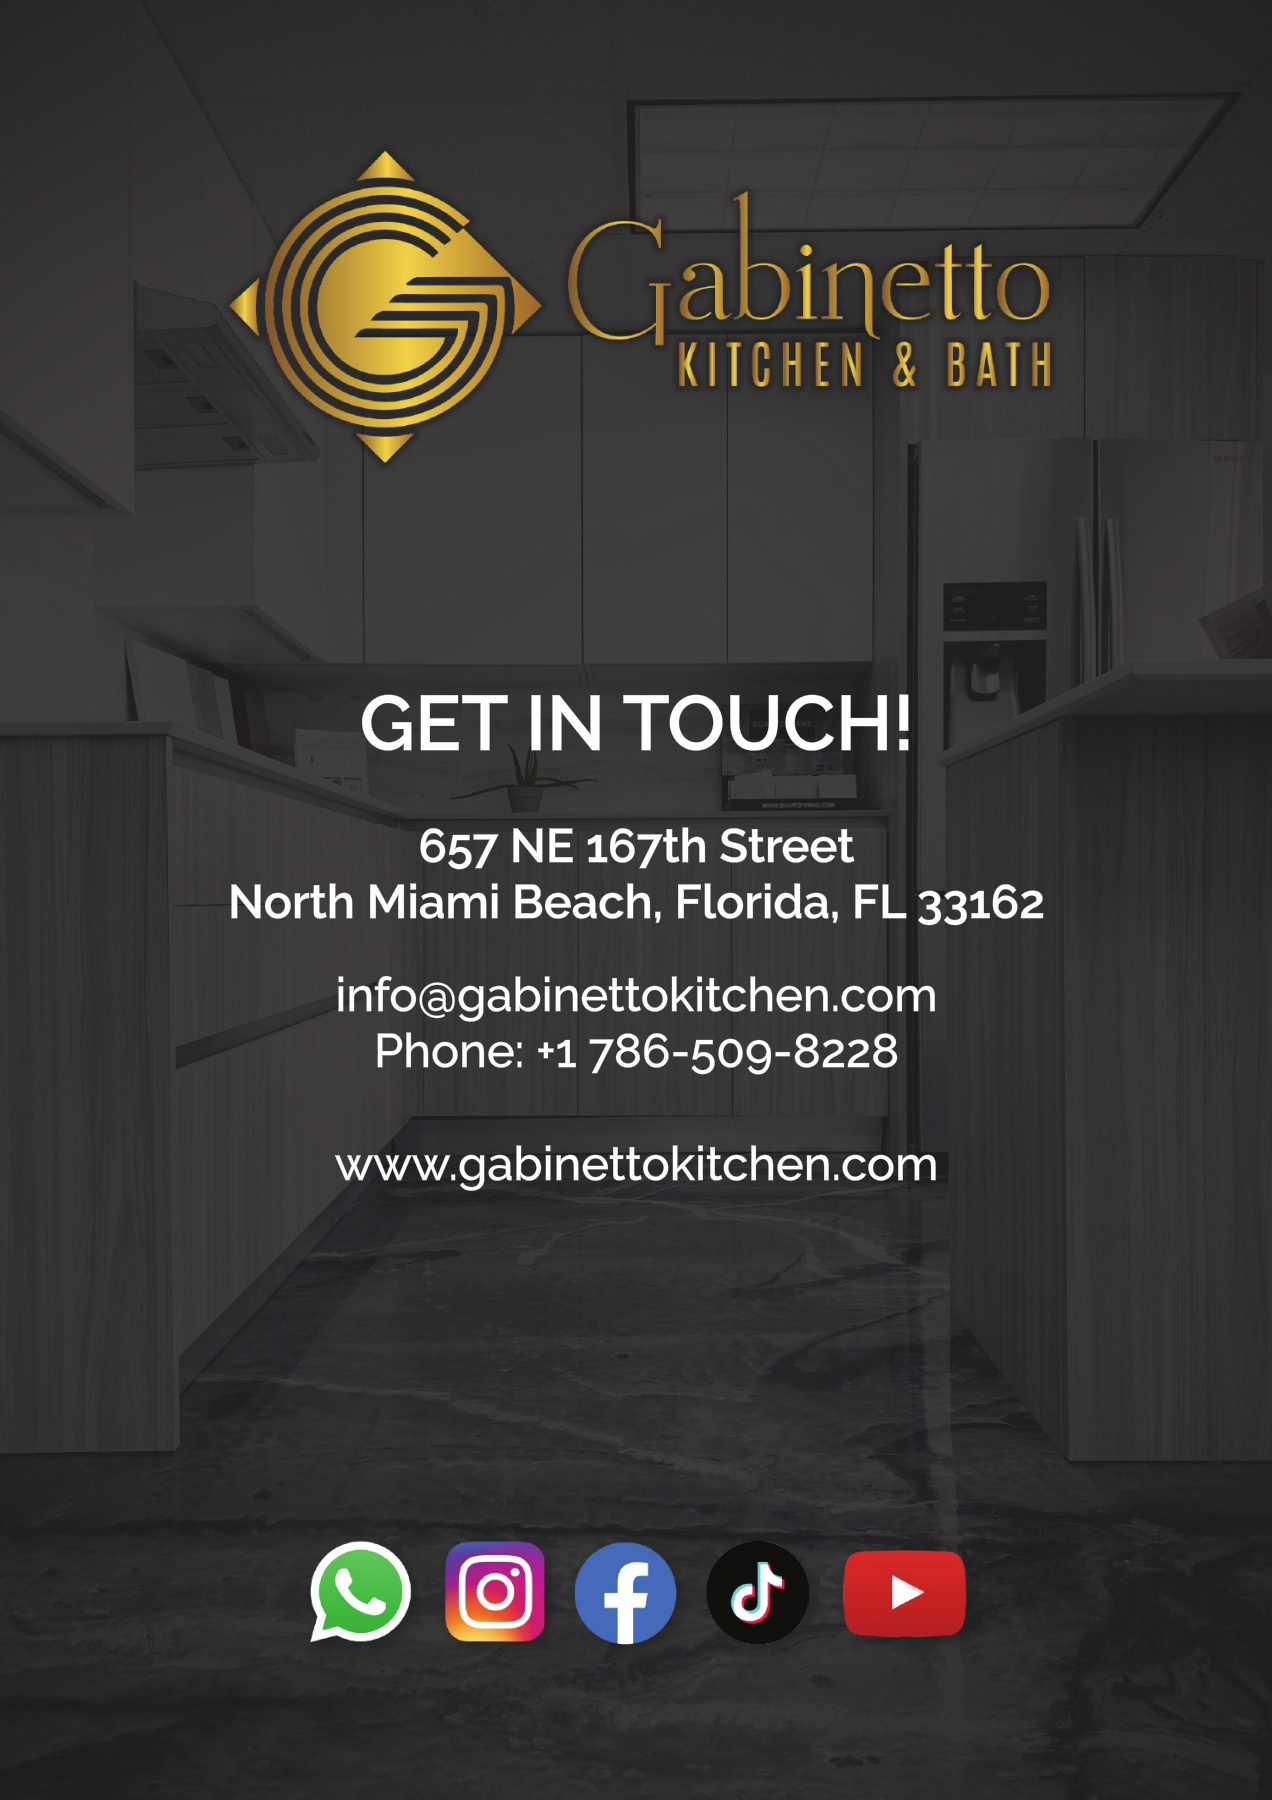 Gabinetto
KITCHEN & BATH
SAMSUNG
GET IN TOUCH!
657 NE 167th Street
North Miami Beach, Florida, FL 33162
info@gabinettokitchen.com
Phone: +1 786-509-8228
www.gabinettokitchen.com